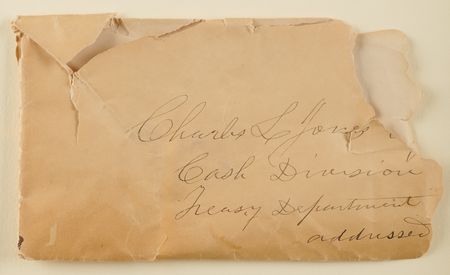 Charles L Jones
Cash Division
Treasy Department
addressed